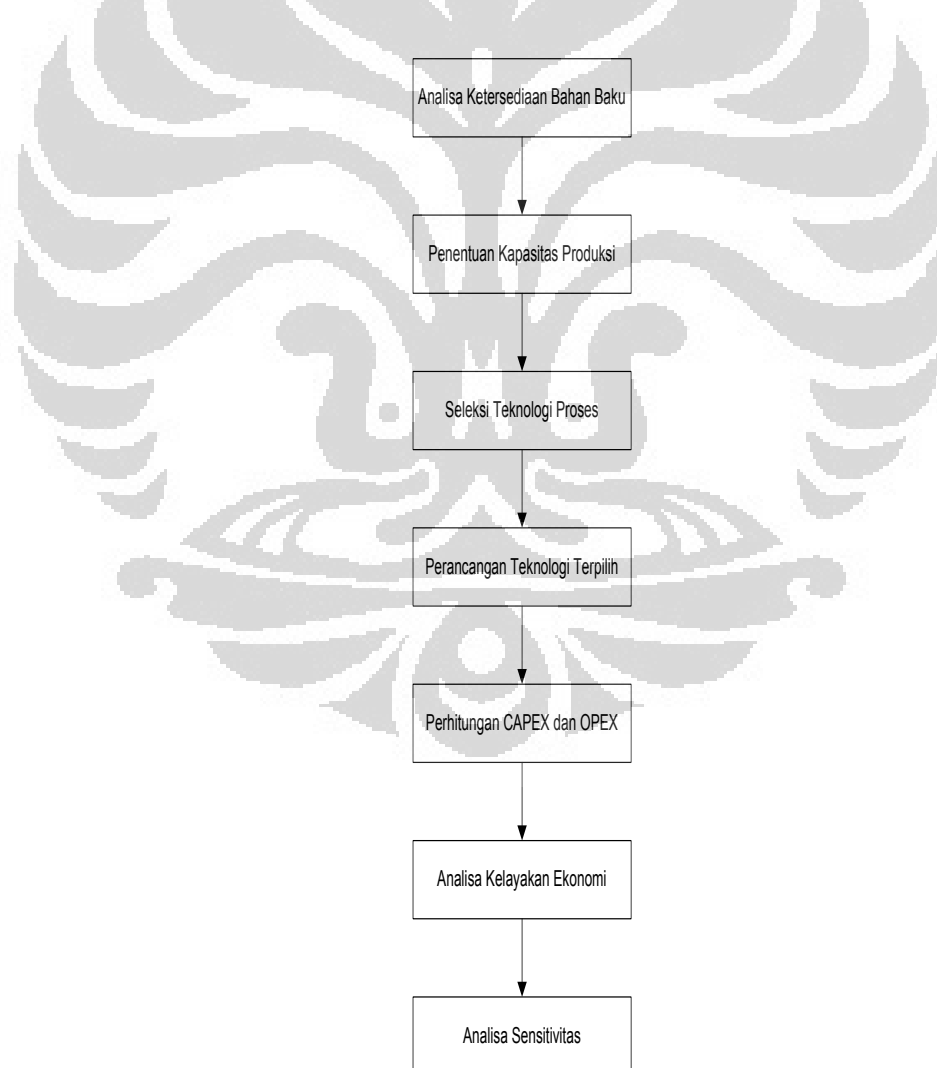 Analisa Ketersediaan Bahan Baku
Penentuan Kapasitas Produksi
Seleksi Teknologi Proses
Perancangan Teknologi Terpilih
Perhitungan CAPEX dan OPEX
Analisa Kelayakan Ekonomi
Analisa Sensitivitas